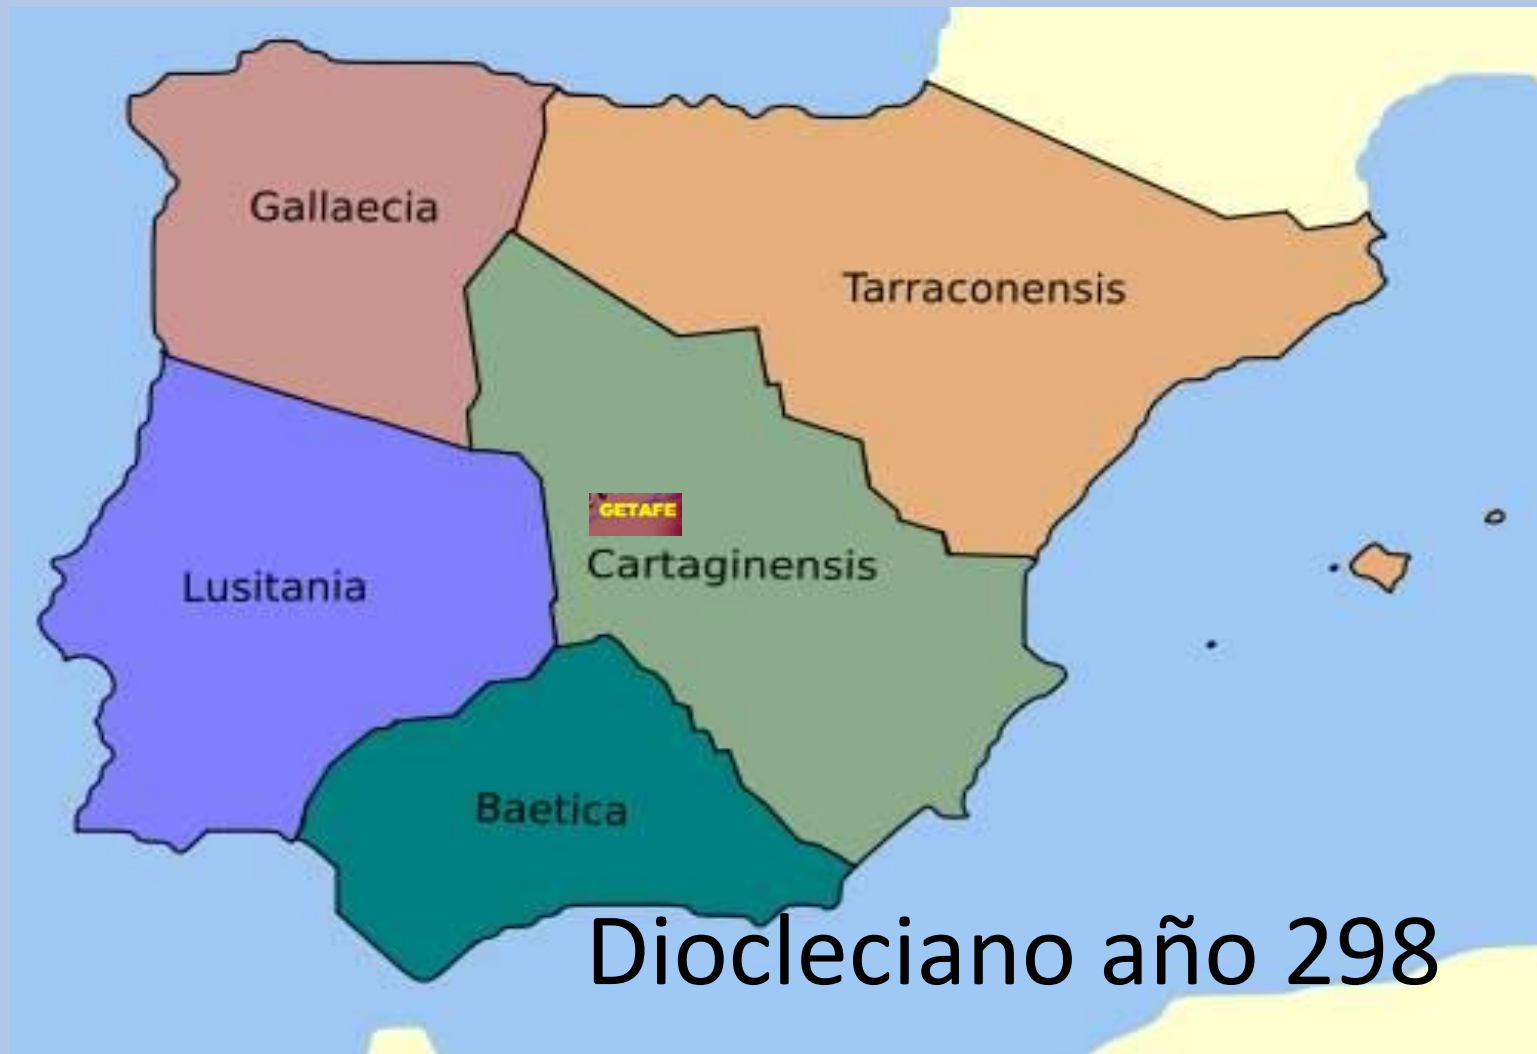 Gallaecia
Tarraconensis
GETAFE
Cartaginensis
Lusitania
Baetica
Diocleciano año 298